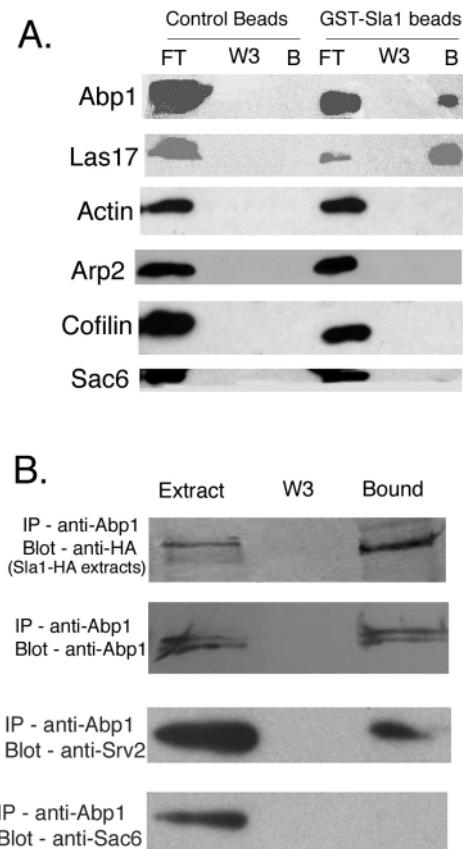 A.
Control Beads GST-Sla1 beads
FT W3 B FT W3 B
Abp1
Las17
Actin
Arp2
Cofilin
Sac6
B.
Extract W3 Bound
IP - anti-Abp1
Blot - anti-HA
(Sla1-HA extracts)
IP - anti-Abp1
Blot - anti-Abp1
IP - anti-Abp1
Blot - anti-Srv2
IP - anti-Abp1
Blot - anti-Sac6